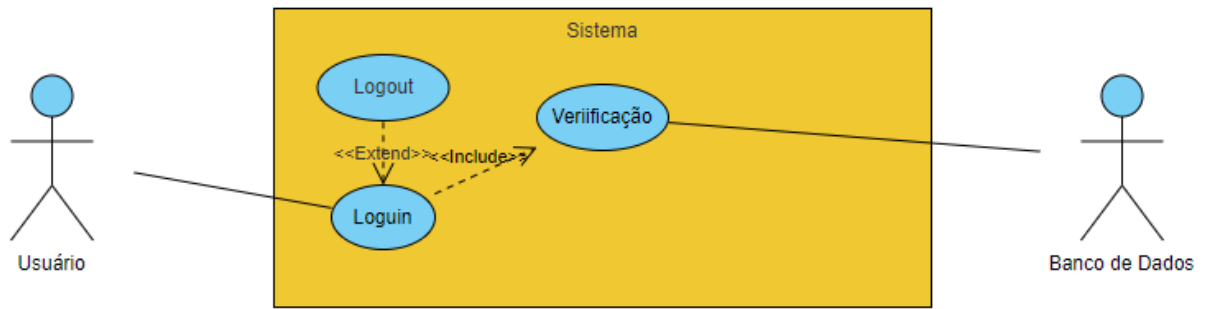 Sistema
Logout
Veriificação
<<Extend>>
<<Include>>
Loguin
Usuário
Banco de Dados